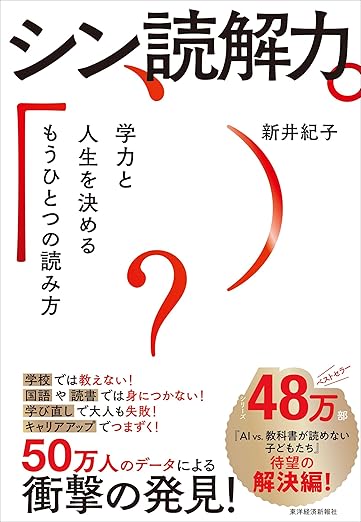 シン読解力。
学力と
人生を決める
もうひとつの読み方
新井紀子
「、)?
学校では教えない!
国語や読書では身につかない!
学び直しで大人も失敗!
キャリアアップでつまずく!
50万人のデータによる
衝撃の発見!
ベストセラー
シリーズ48万部
『AI vs. 教科書が読めない
子どもたち』
待望の
解決編!
東洋経済新報社